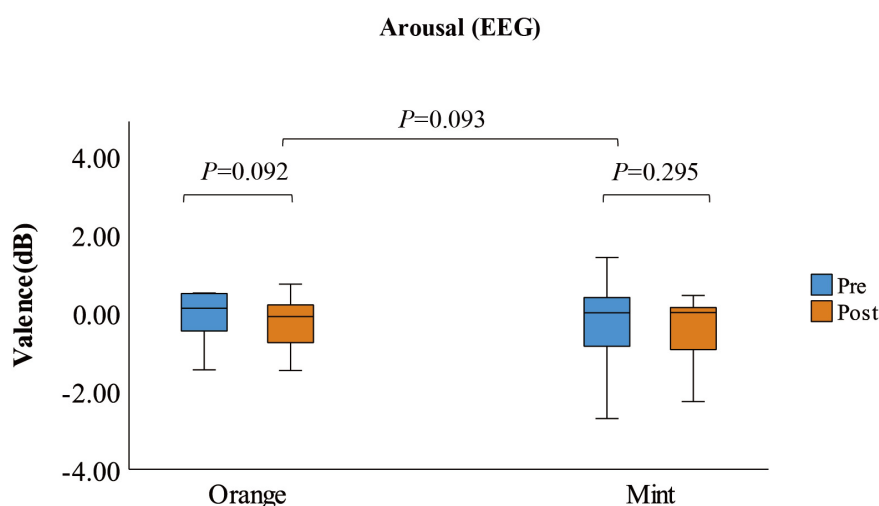 Arousal (EEG)
P=0.093
4.00
P=0.092
P=0.295
2.00
Valence(dB)
0.00
Pre
Post
-2.00
-4.00
Orange
Mint